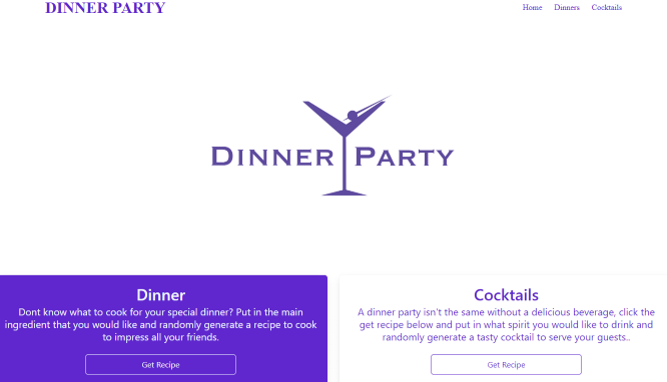 DINNER PARTY
Home Dinners Cocktails
DINNER PARTY
Dinner
Dont know what to cook for your special dinner? Put in the main
ingredient that you would like and randomly generate a recipe to cook
to impress all your friends.
Get Recipe
Cocktails
A dinner party isn't the same without a delicious beverage, click the
get recipe below and put in what spirit you would like to drink and
randomly generate a tasty cocktail to serve your guests..
Get Recipe